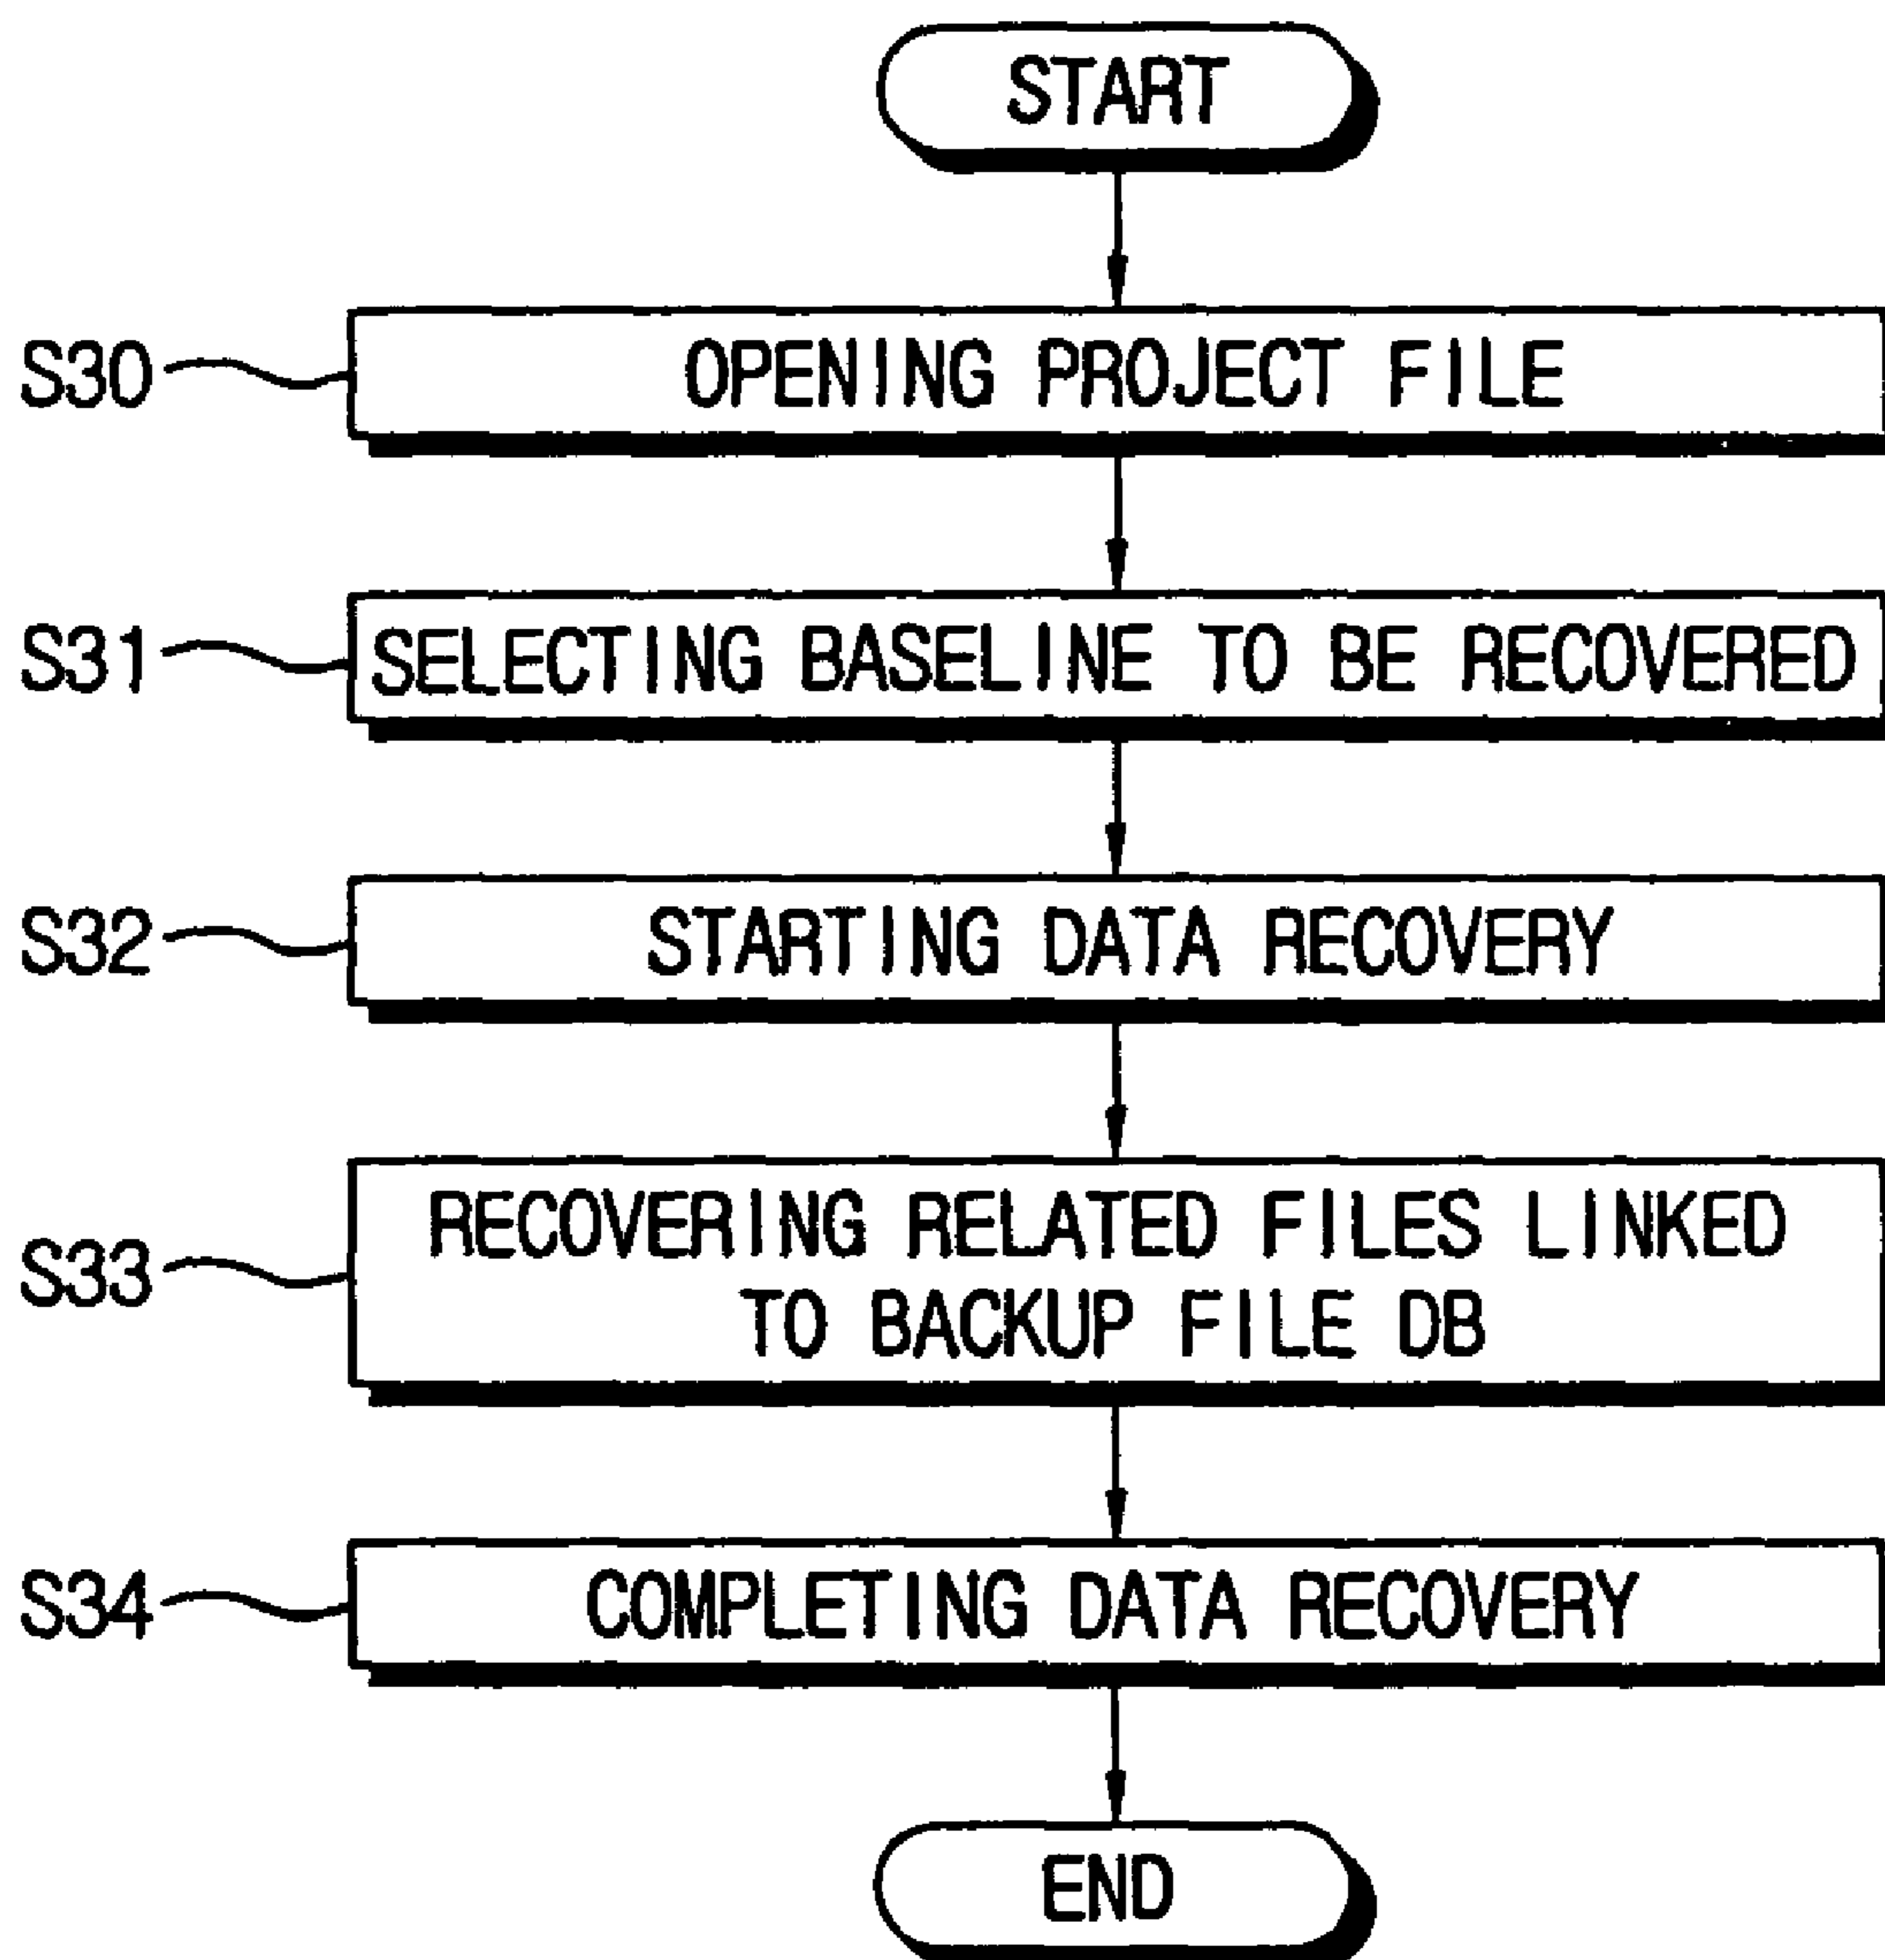 START
S30
OPENING PROJECT FILE
S31
SELECTING BASELINE TO BE RECOVERED
S32
STARTING DATA RECOVERY
S33
RECOVERING RELATED FILES LINKED
TO BACKUP FILE DB
S34
COMPLETING DATA RECOVERY
END